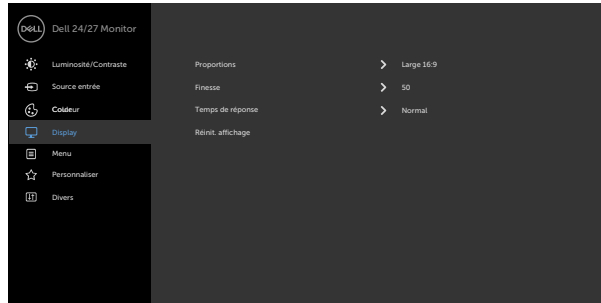 DELL
Dell 24/27 Monitor
Luminosité/Contraste
Source entrée
Couleur
Display
Menu
Personnaliser
Divers
Proportions > Large 16:9
Finesse > 50
Temps de réponse > Normal
Réinit. affichage